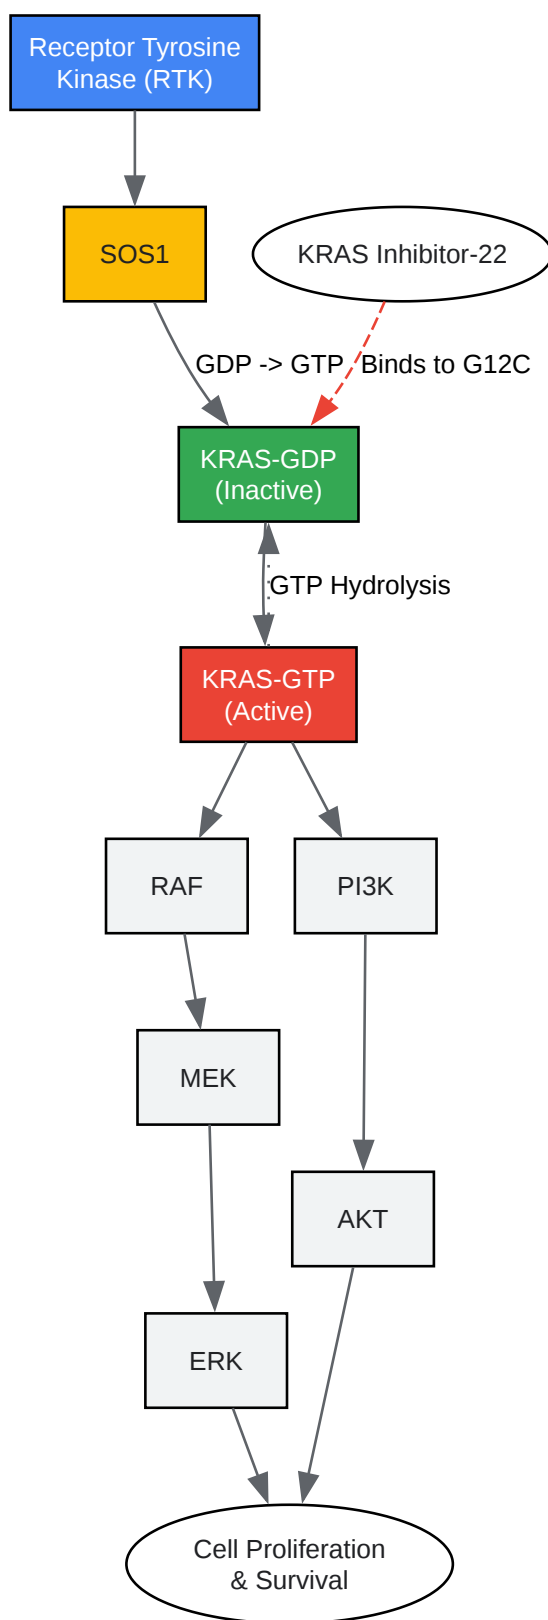 Receptor Tyrosine
Kinase (RTK)
SOS1
KRAS Inhibitor-22
GDP -> GTP
Binds to G12C
KRAS-GDP
(Inactive)
GTP Hydrolysis
KRAS-GTP
(Active)
RAF
PI3K
MEK
AKT
ERK
Cell Proliferation
& Survival